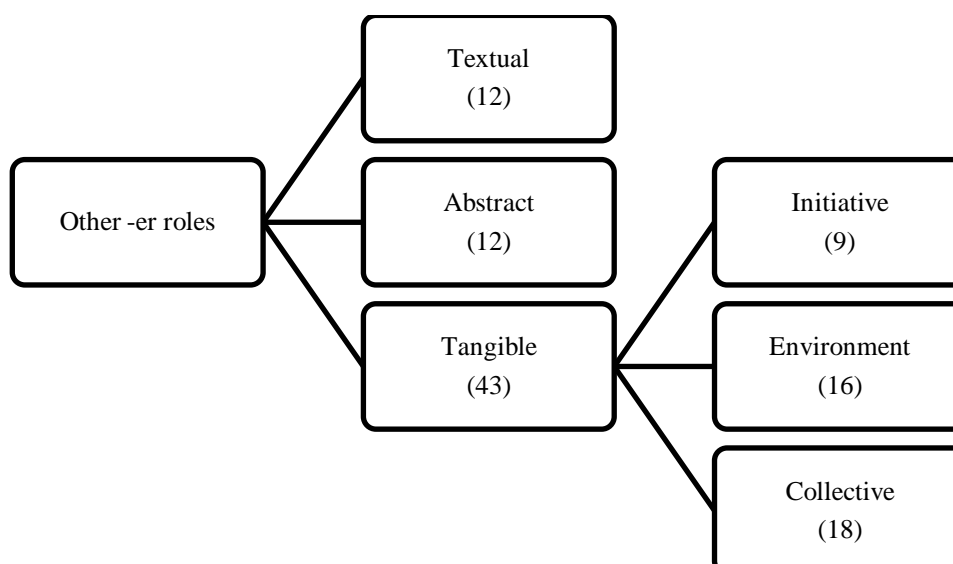 Textual
(12)
Other -er roles
Abstract
(12)
Tangible
(43)
Initiative
(9)
Environment
(16)
Collective
(18)